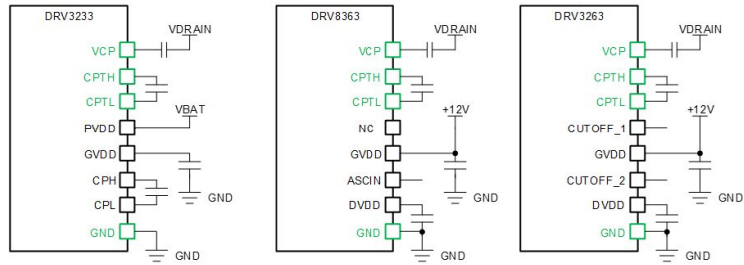 DRV3233
VDRAIN
VCP
CPTH
CPTL
VBAT
PVDD
GVDD
CPH
GND
CPL
GND
GND
DRV8363
VDRAIN
VCP
CPTH
CPTL
+12V
NC
GVDD
ASCIN
GND
DVDD
GND
GND
DRV3263
VDRAIN
VCP
CPTH
CPTL
+12V
CUTOFF_1
GVDD
CUTOFF_2
GND
DVDD
GND
GND